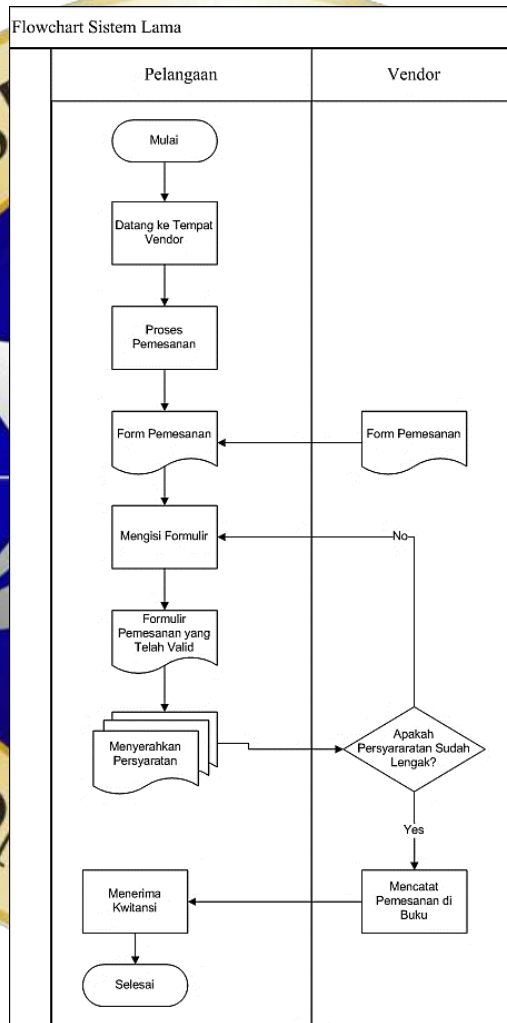 Flowchart Sistem Lama
Pelangaan
Vendor
Mulai
Datang ke Tempat
Vendor
Proses
Pemesanan
Form Pemesanan
Form Pemesanan
Mengisi Formulir
No
Formulir
Pemesanan yang
Telah Valid
Menyerahkan
Persyaratan
Apakah
Persyararatan Sudah
Lengak?
Yes
Menerima
Kwitansi
Mencatat
Pemesanan di
Buku
Selesai